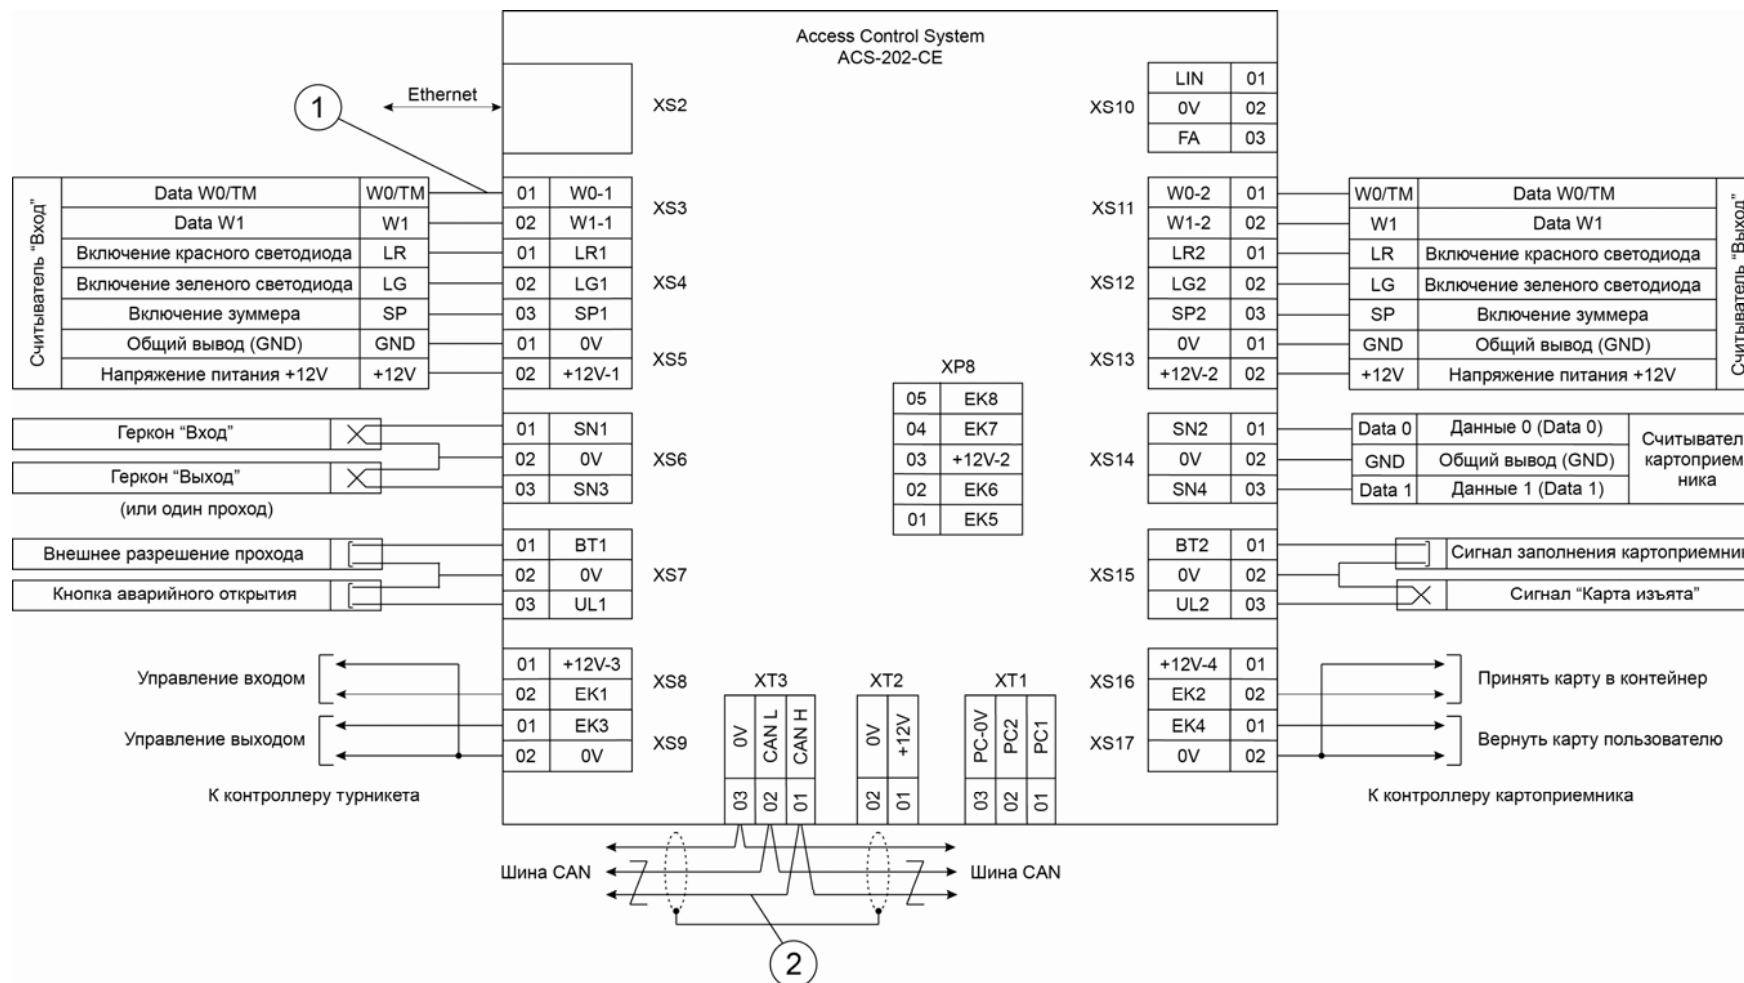 Access Control System
ACS-202-CE
Ethernet
XS2
1
XS10
LIN 01
0V 02
FA 03
Считыватель “Вход”
Data W0/TM W0/TM 01 W0-1
Data W1 W1 02 W1-1
XS3
Включение красного светодиода LR 01 LR1
Включение зеленого светодиода LG 02 LG1
Включение зуммера SP 03 SP1
XS4
Общий вывод (GND) GND 01 0V
Напряжение питания +12V +12V 02 +12V-1
XS5
XS11
W0-2 01 W0/TM Data W0/TM
W1-2 02 W1 Data W1
XS12
LR2 01 LR Включение красного светодиода
LG2 02 LG Включение зеленого светодиода
SP2 03 SP Включение зуммера
XS13
0V 01 GND Общий вывод (GND)
+12V-2 02 +12V Напряжение питания +12V
Считыватель “Выход”
XP8
05 EK8
04 EK7
03 +12V-2
02 EK6
01 EK5
Геркон “Вход”
Геркон “Выход”
(или один проход)
01 SN1
02 0V
03 SN3
XS6
XS14
SN2 01 Data 0 Данные 0 (Data 0)
0V 02 GND Общий вывод (GND)
SN4 03 Data 1 Данные 1 (Data 1)
Считывател
картоприем
ника
Внешнее разрешение прохода
Кнопка аварийного открытия
01 BT1
02 0V
03 UL1
XS7
XS15
BT2 01
0V 02
UL2 03
Сигнал заполнения картоприемник
Сигнал “Карта изъята”
Управление входом
01 +12V-3
02 EK1
XS8
Управление выходом
01 EK3
02 0V
XS9
К контроллеру турникета
XT3
0V CAN L CAN H
03 02 01
XT2
0V +12V
02 01
XT1
PC-0V PC2 PC1
03 02 01
XS16
+12V-4 01
EK2 02
Принять карту в контейнер
XS17
EK4 01
0V 02
Вернуть карту пользователю
К контроллеру картоприемника
Шина CAN
Шина CAN
2